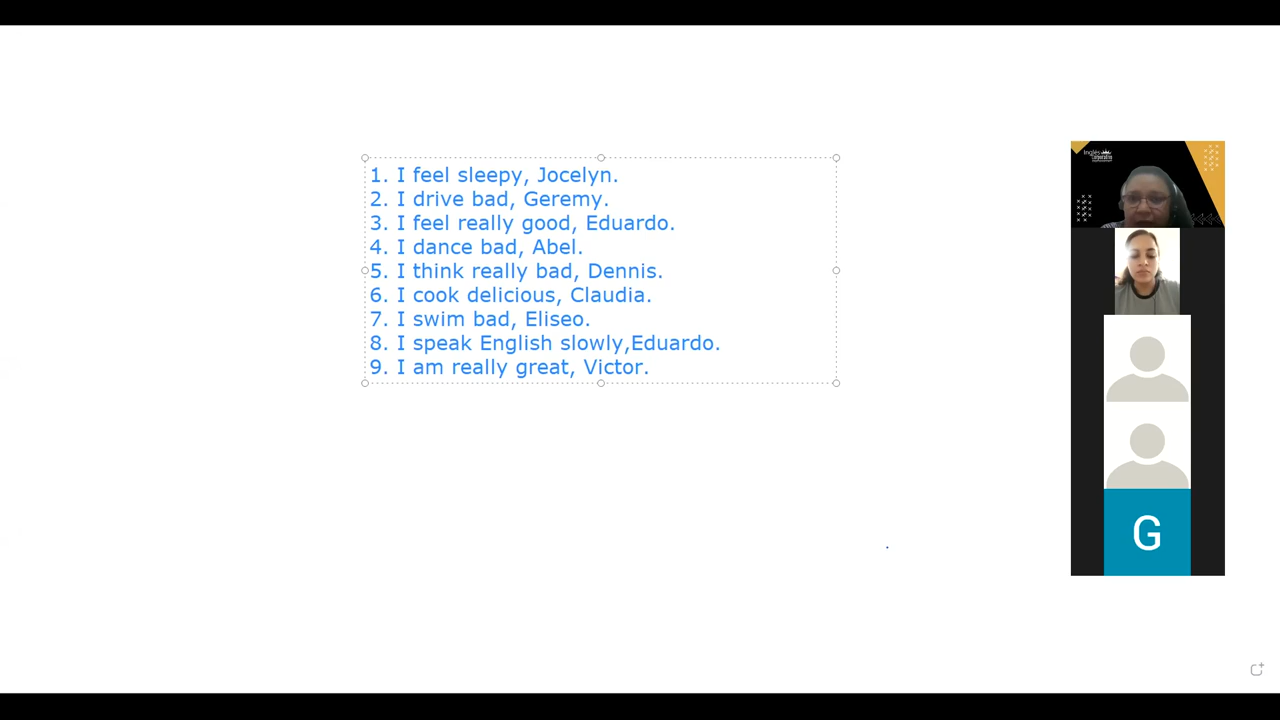 1. I feel sleepy, Jocelyn.
2. I drive bad, Geremy.
3. I feel really good, Eduardo.
4. I dance bad, Abel.
5. I think really bad, Dennis.
6. I cook delicious, Claudia.
7. I swim bad, Eliseo.
8. I speak English slowly,Eduardo.
9. I am really great, Victor.
Inglés
Corporativo
G